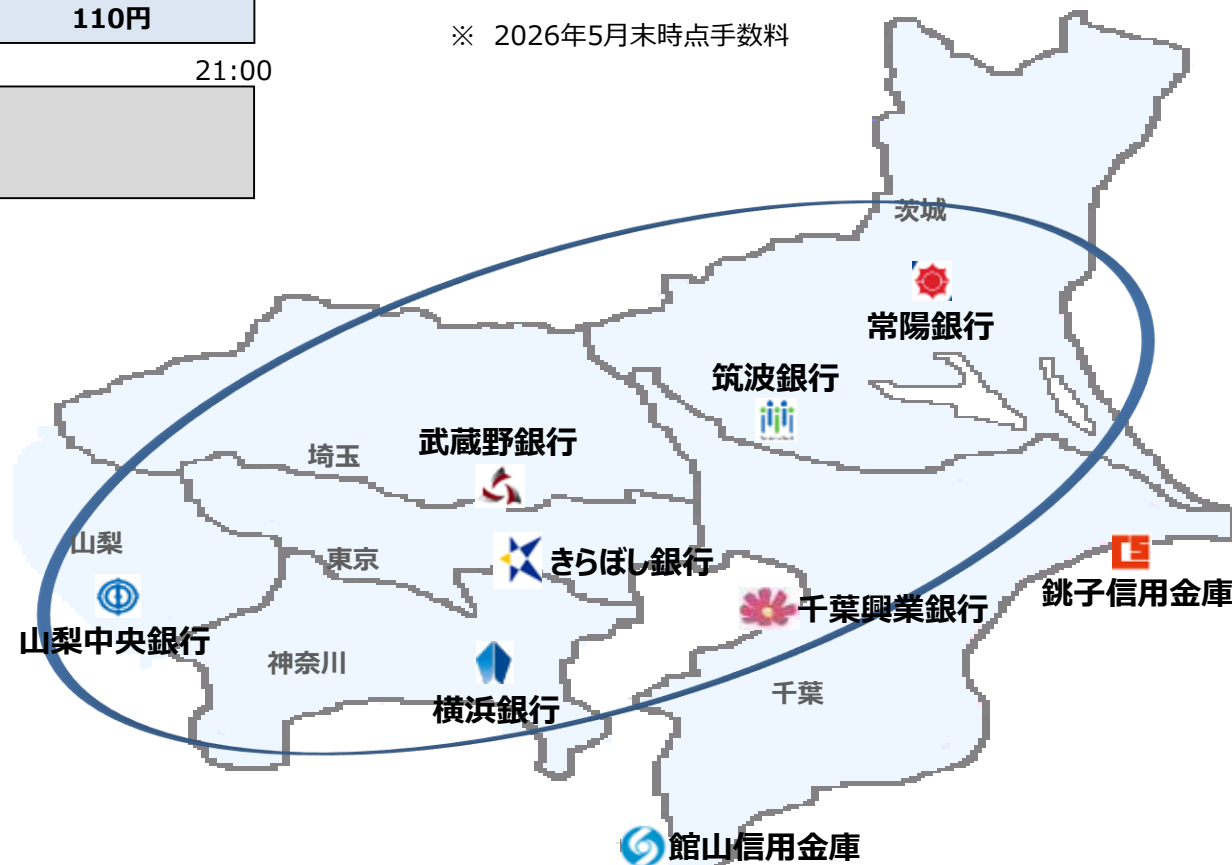 110円
※ 2026年5月末時点手数料
21:00
茨城
常陽銀行
筑波銀行
武蔵野銀行
埼玉
山梨
東京
きらぼし銀行
銚子信用金庫
千葉興業銀行
山梨中央銀行
神奈川
千葉
横浜銀行
館山信用金庫